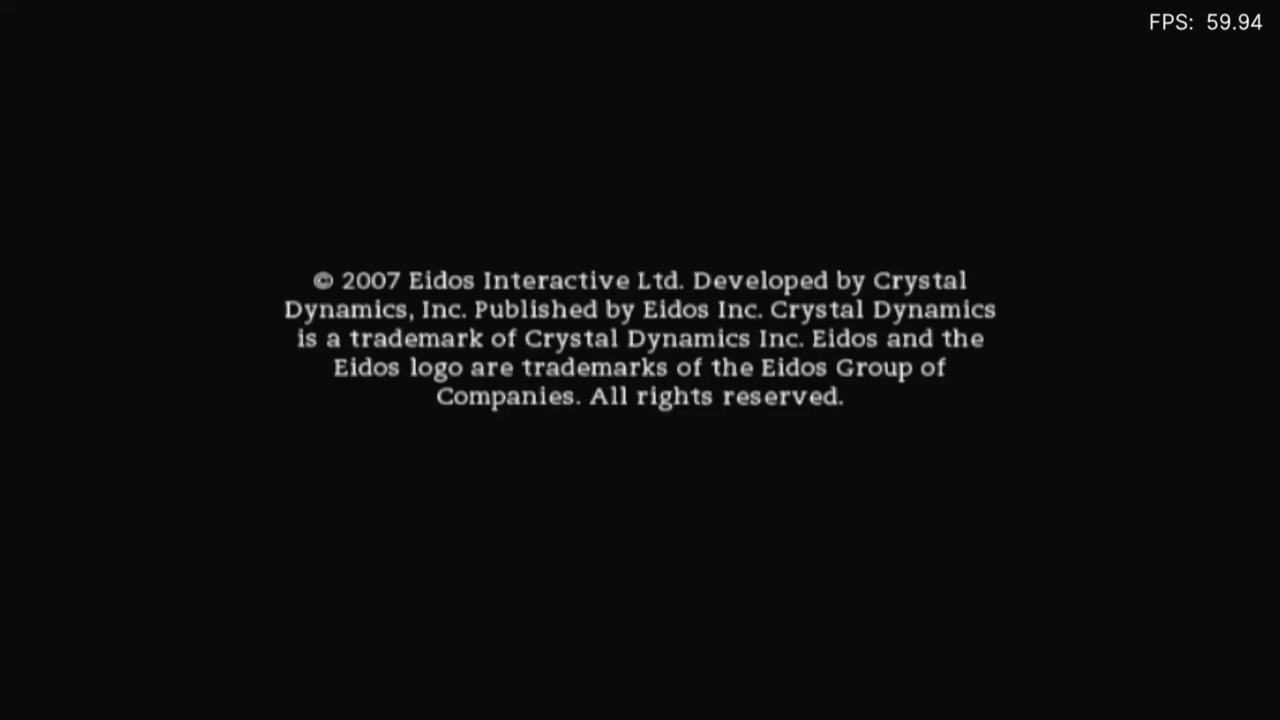 FPS: 59.94
© 2007 Eidos Interactive Ltd. Developed by Crystal
Dynamics, Inc. Published by Eidos Inc. Crystal Dynamics
is a trademark of Crystal Dynamics Inc. Eidos and the
Eidos logo are trademarks of the Eidos Group of
Companies. All rights reserved.